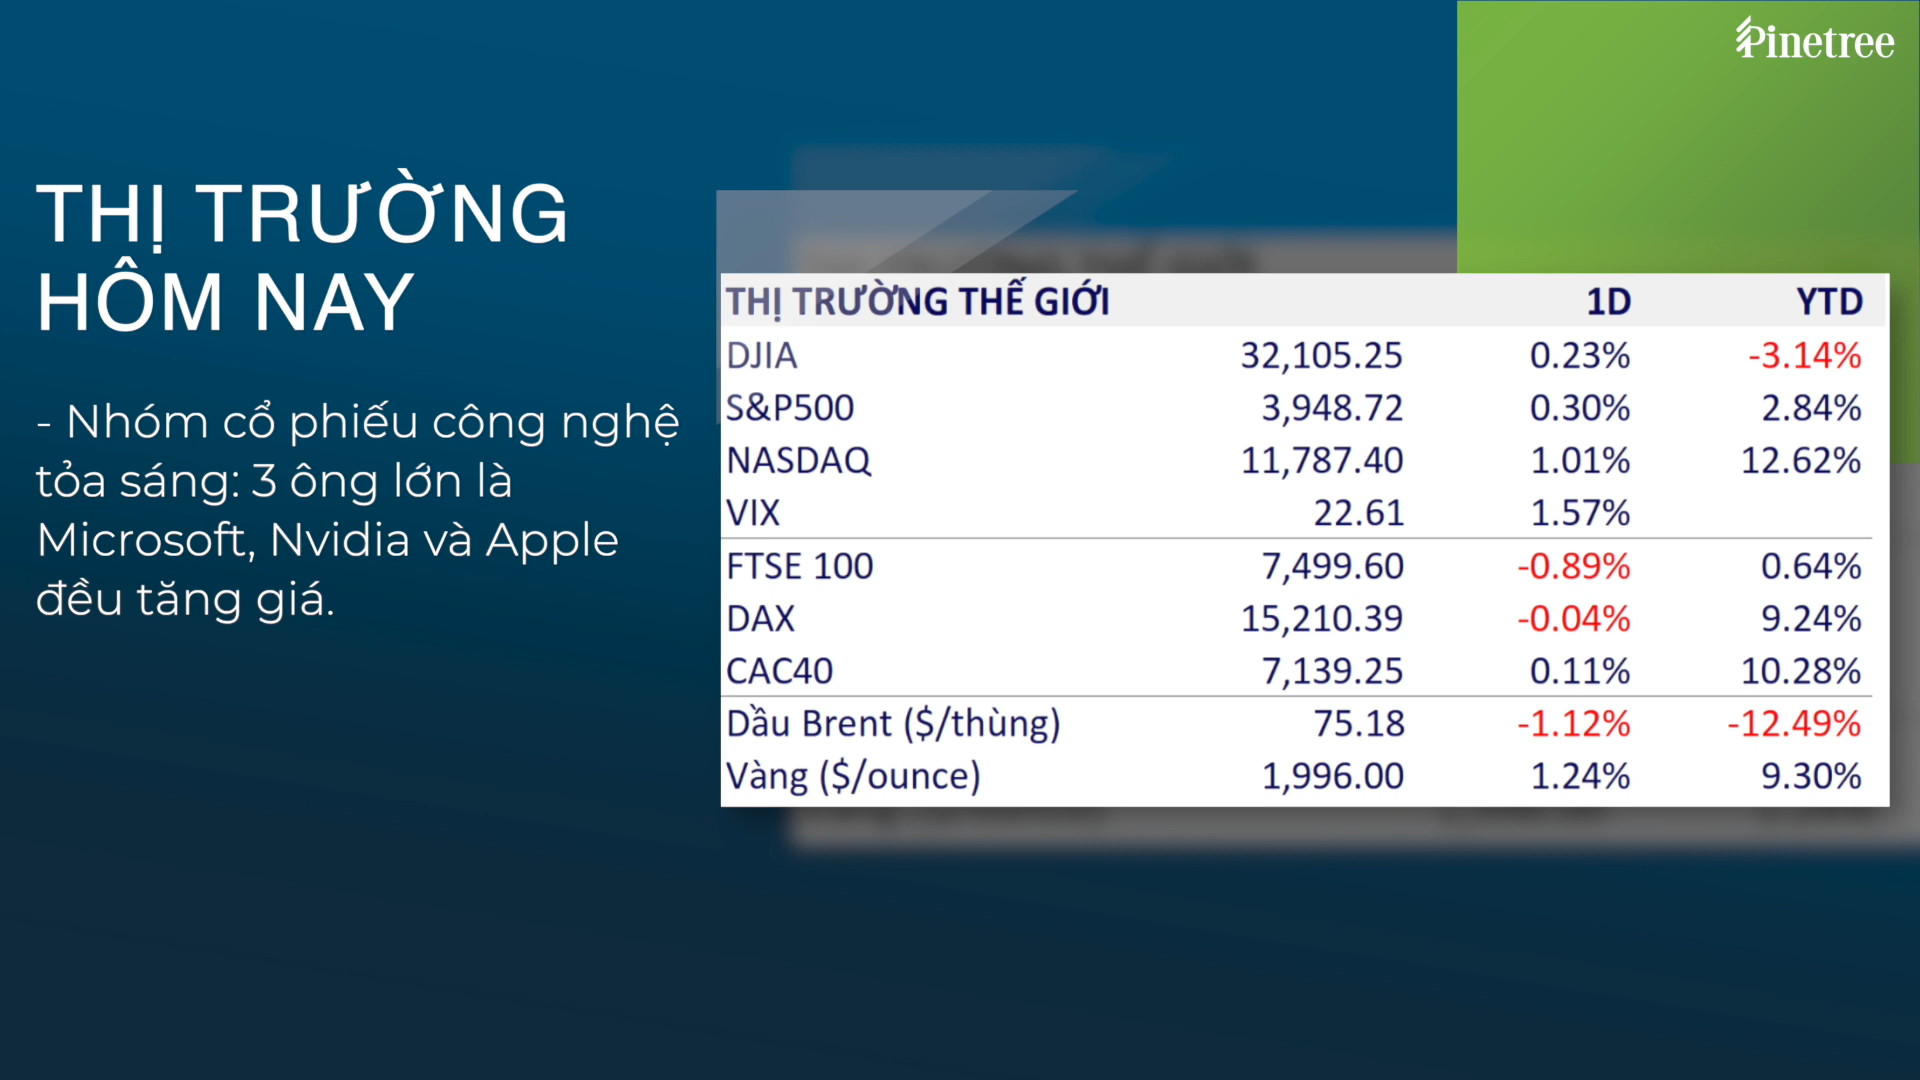 Pinetree
THỊ TRƯỜNG
HÔM NAY
- Nhóm cổ phiếu công nghệ
tỏa sáng: 3 ông lớn là
Microsoft, Nvidia và Apple
đều tăng giá.
THỊ TRƯỜNG THẾ GIỚI 1D YTD
DJIA 32,105.25 0.23% -3.14%
S&P500 3,948.72 0.30% 2.84%
NASDAQ 11,787.40 1.01% 12.62%
VIX 22.61 1.57%
FTSE 100 7,499.60 -0.89% 0.64%
DAX 15,210.39 -0.04% 9.24%
CAC40 7,139.25 0.11% 10.28%
Dầu Brent ($/thùng) 75.18 -1.12% -12.49%
Vàng ($/ounce) 1,996.00 1.24% 9.30%